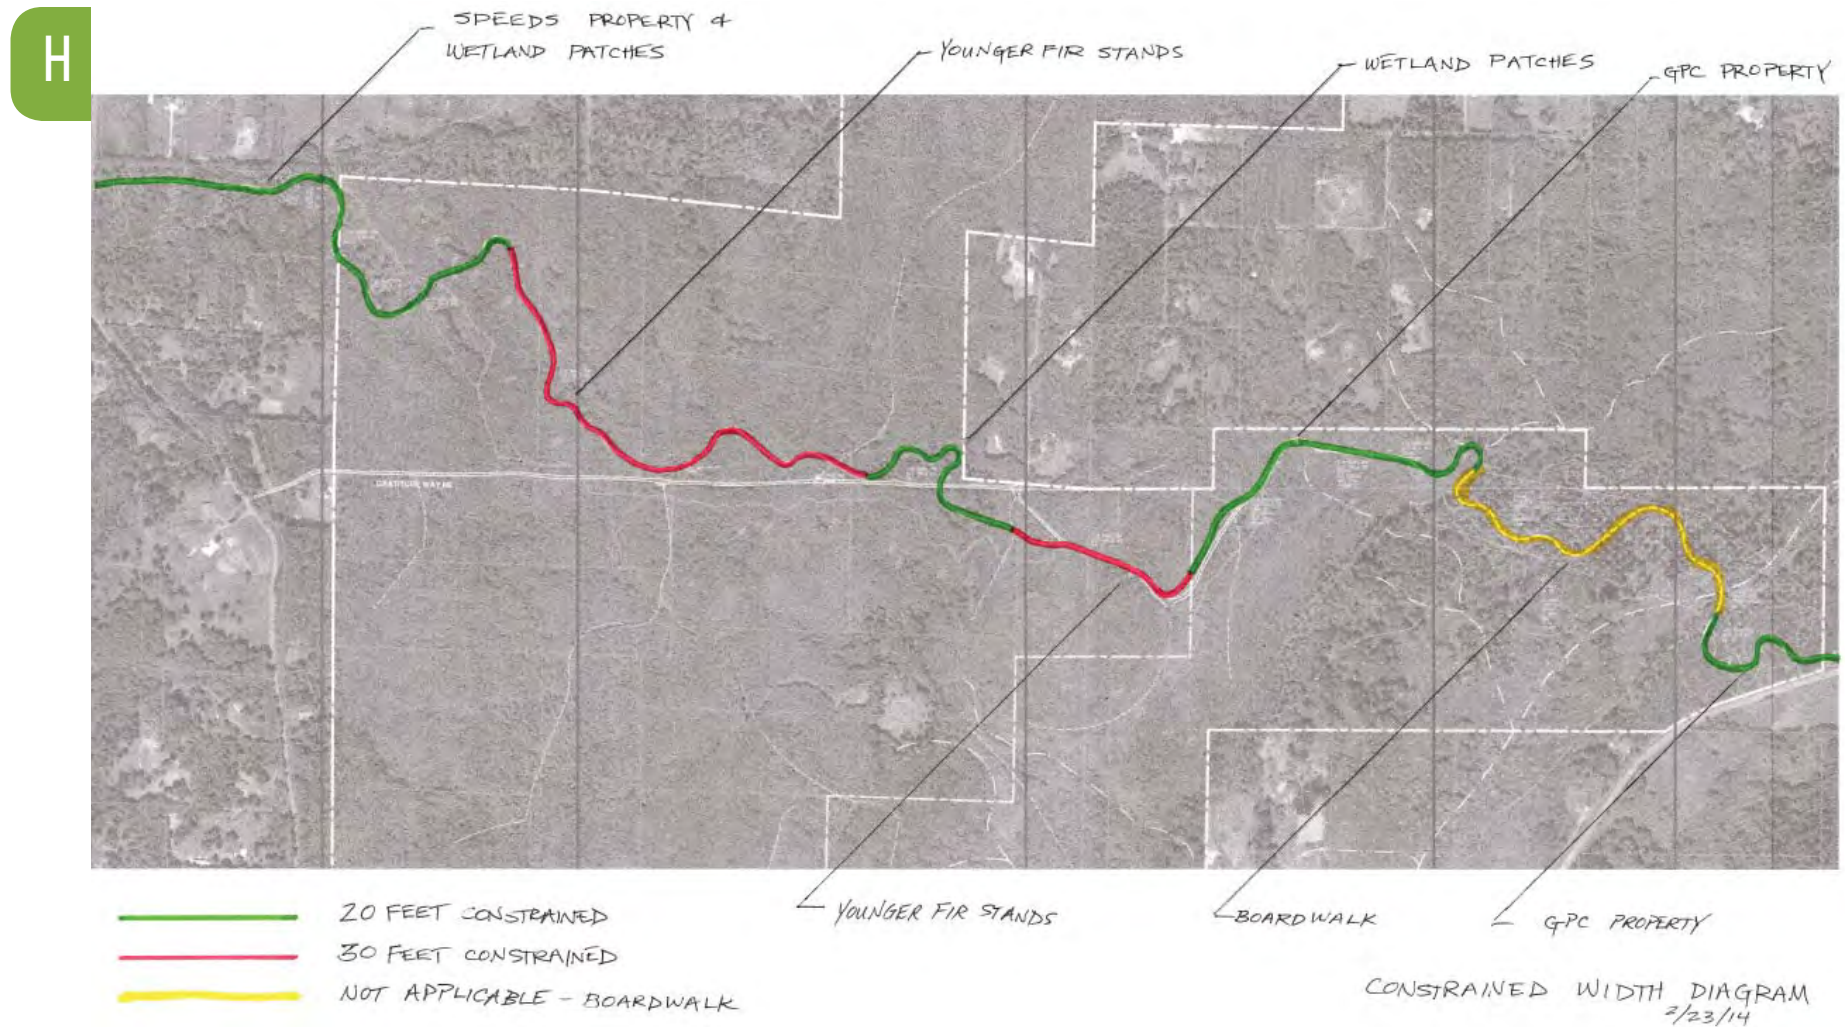 H
SPEEDS PROPERTY &
WETLAND PATCHES
YOUNGER FIR STANDS
WETLAND PATCHES
GPC PROPERTY
YOUNGER FIR STANDS
BOARDWALK
GPC PROPERTY
20 FEET CONSTRAINED
30 FEET CONSTRAINED
NOT APPLICABLE - BOARDWALK
CONSTRAINED WIDTH DIAGRAM
2/23/14